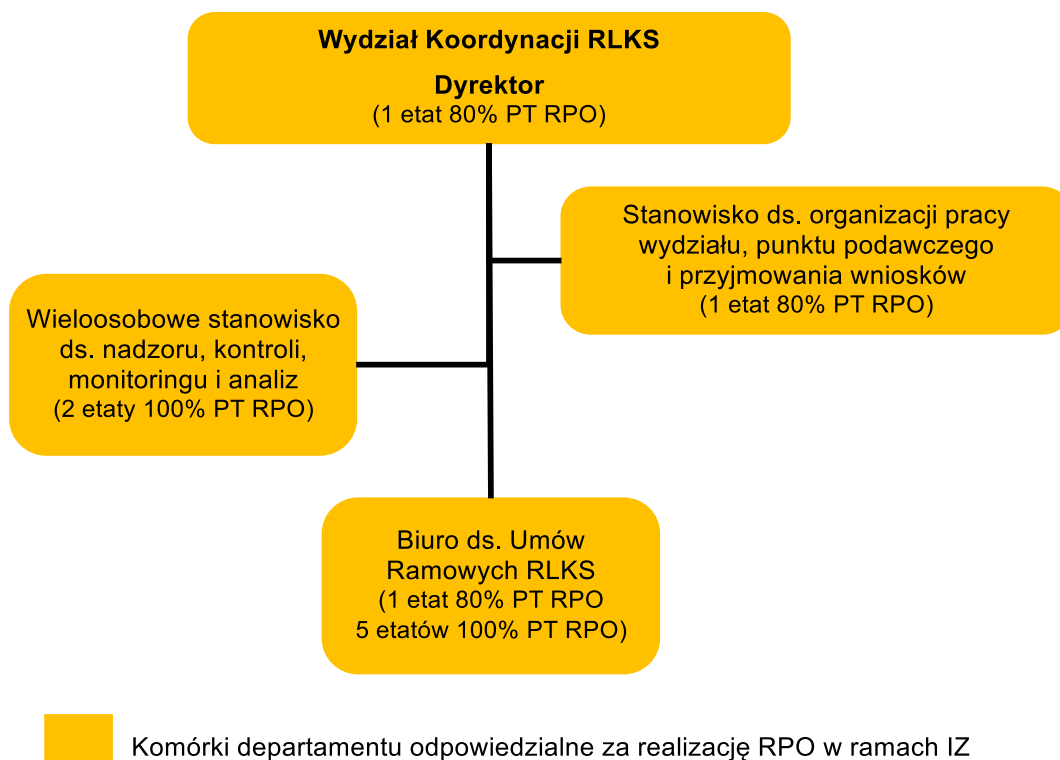 Wydział Koordynacji RLKS
Dyrektor
(1 etat 80% PT RPO)
Stanowisko ds. organizacji pracy
wydziału, punktu podawczego
i przyjmowania wniosków
(1 etat 80% PT RPO)
Wieloosobowe stanowisko
ds. nadzoru, kontroli,
monitoringu i analiz
(2 etaty 100% PT RPO)
Biuro ds. Umów
Ramowych RLKS
(1 etat 80% PT RPO
5 etatów 100% PT RPO)
Komórki departamentu odpowiedzialne za realizację RPO w ramach IZ